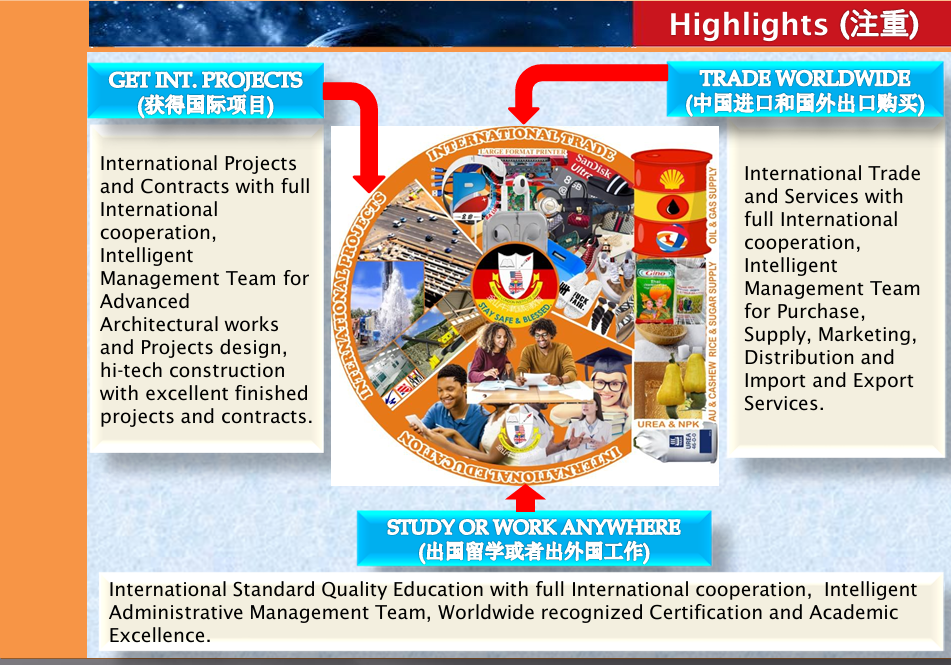 Highlights (注重)
GET INT. PROJECTS
(获得国际项目)
TRADE WORLDWIDE
(中国进口和国外出口购买)
International Projects
and Contracts with full
International
cooperation,
Intelligent
Management Team for
Advanced
Architectural works
and Projects design,
hi-tech construction
with excellent finished
projects and contracts.
INTERNATIONAL TRADE
LARGE FORMAT PRINTER
SanDisk
Ultra
INTERNATIONAL PROJECTS
STAY SAFE & BLESSED
INTERNATIONAL EDUCATION
OIL & GAS SUPPLY
RICE & SUGAR SUPPLY
AU & CASHEW
Gino
UREA & NPK
UREA
46-0-0
International Trade
and Services with
full International
cooperation,
Intelligent
Management Team
for Purchase,
Supply, Marketing,
Distribution and
Import and Export
Services.
STUDY OR WORK ANYWHERE
(出国留学或者出外国工作)
International Standard Quality Education with full International cooperation,  Intelligent
Administrative Management Team, Worldwide recognized Certification and Academic
Excellence.